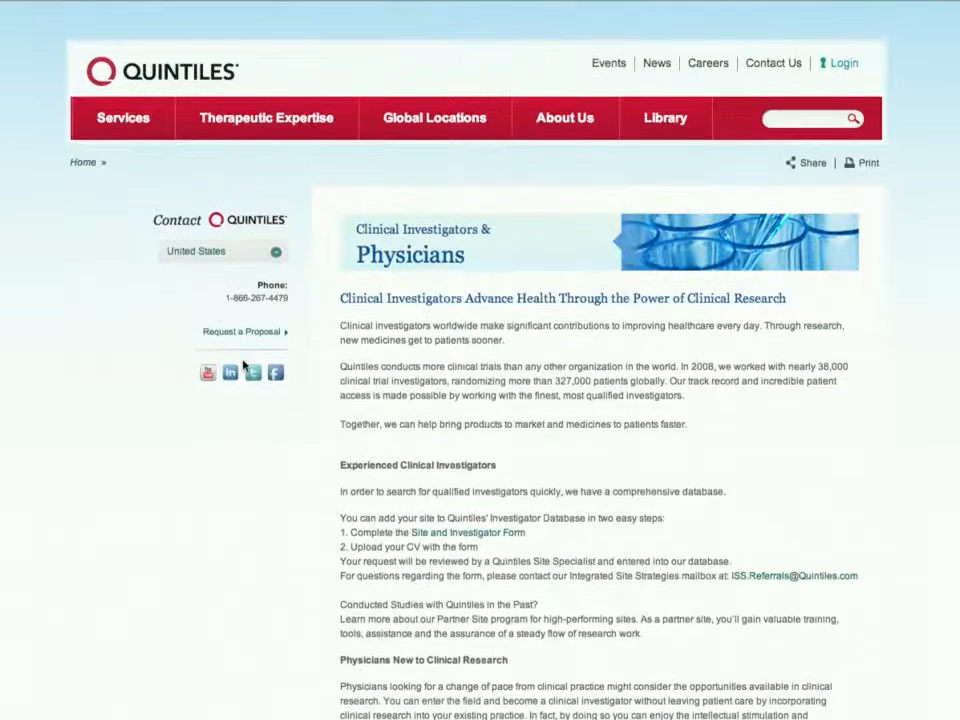 QUINTILES
Events
News
Careers
Contact Us
Login
Services
Therapeutic Expertise
Global Locations
About Us
Library
Home »
Share
Print
Contact QUINTILES
United States
Phone:
1-866-267-4479
Request a Proposal
Clinical Investigators &
Physicians
Clinical Investigators Advance Health Through the Power of Clinical Research
Clinical investigators worldwide make significant contributions to improving healthcare every day. Through research,
new medicines get to patients sooner.
Quintiles conducts more clinical trials than any other organization in the world. In 2008, we worked with nearly 38,000
clinical trial investigators, randomizing more than 327,000 patients globally. Our track record and incredible patient
access is made possible by working with the finest, most qualified investigators.
Together, we can help bring products to market and medicines to patients faster.
Experienced Clinical Investigators
In order to search for qualified investigators quickly, we have a comprehensive database.
You can add your site to Quintiles' Investigator Database in two easy steps:
1. Complete the Site and Investigator Form
2. Upload your CV with the form
Your request will be reviewed by a Quintiles Site Specialist and entered into our database.
For questions regarding the form, please contact our Integrated Site Strategies mailbox at: ISS.Referrals@Quintiles.com
Conducted Studies with Quintiles in the Past?
Learn more about our Partner Site program for high-performing sites. As a partner site, you'll gain valuable training,
tools, assistance and the assurance of a steady flow of research work.
Physicians New to Clinical Research
Physicians looking for a change of pace from clinical practice might consider the opportunities available in clinical
research. You can enter the field and become a clinical investigator without leaving patient care by incorporating
clinical research into your existing practice. In fact, by doing so you can enjoy the intellectual stimulation and